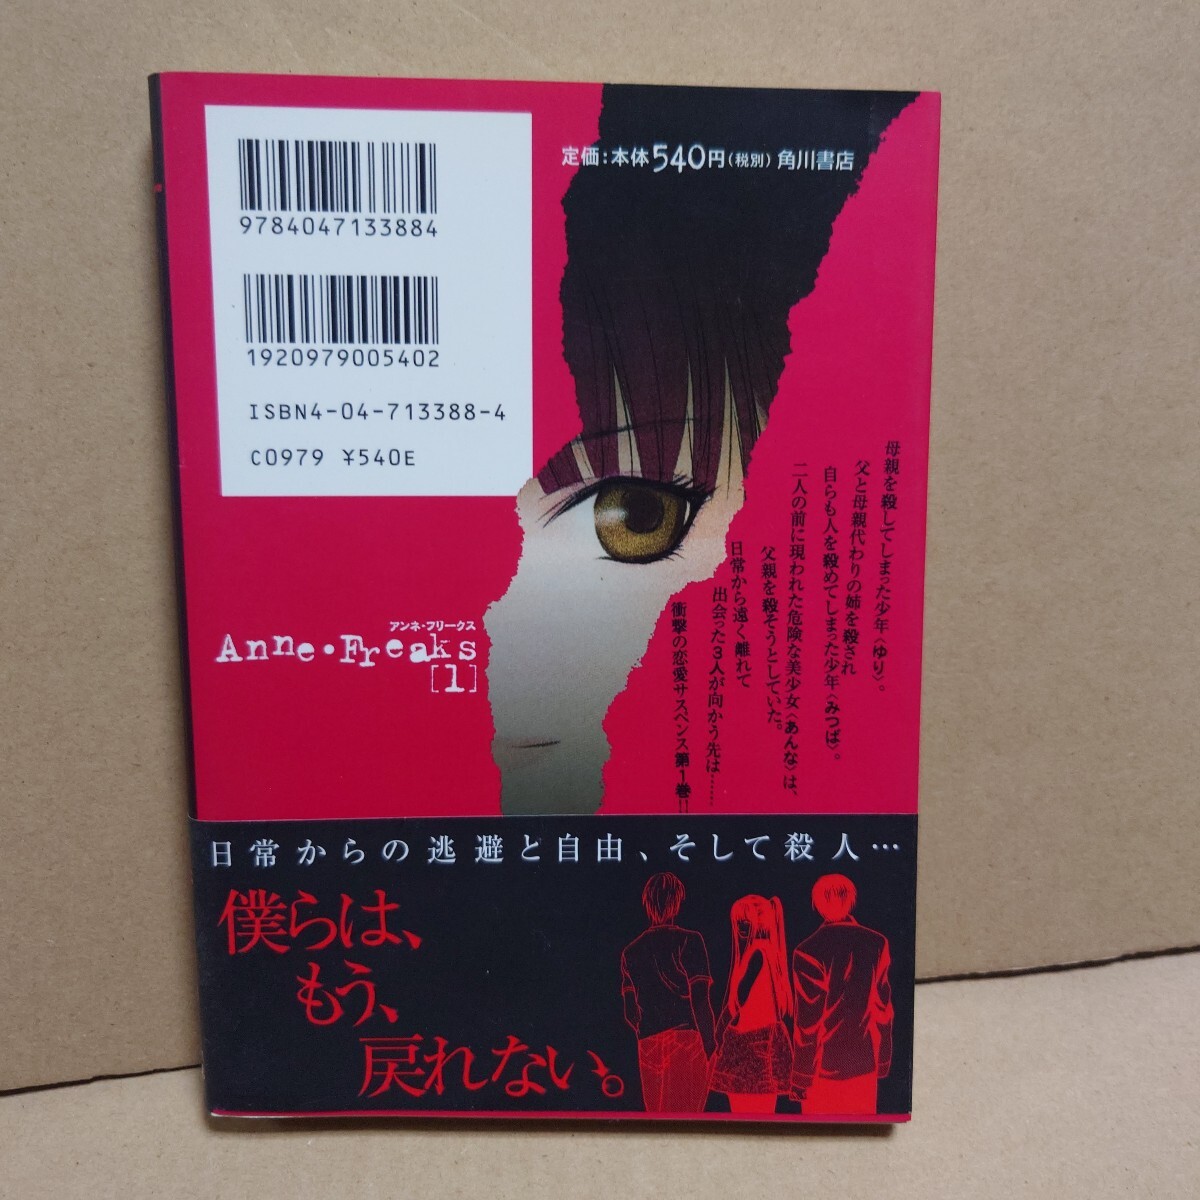 9784047133884
1920979005402
ISBN4-04-713388-4
C0979 ¥540E
定価:本体540円(税別) 角川書店
母親を殺してしまった少年〈ゆり〉。
父と母親代わりの姉を殺され
自らも人を殺めてしまった少年〈みつば〉。
二人の前に現われた危険な美少女〈あんな〉は、
父親を殺そうとしていた。
日常から遠く離れて
出会った3人が向かう先は……
衝撃の恋愛サスペンス第1巻!!
アンネ・フリークス
Anne・Freaks
[1]
日常からの逃避と自由、そして殺人…
僕らは、
もう、
戻れない。